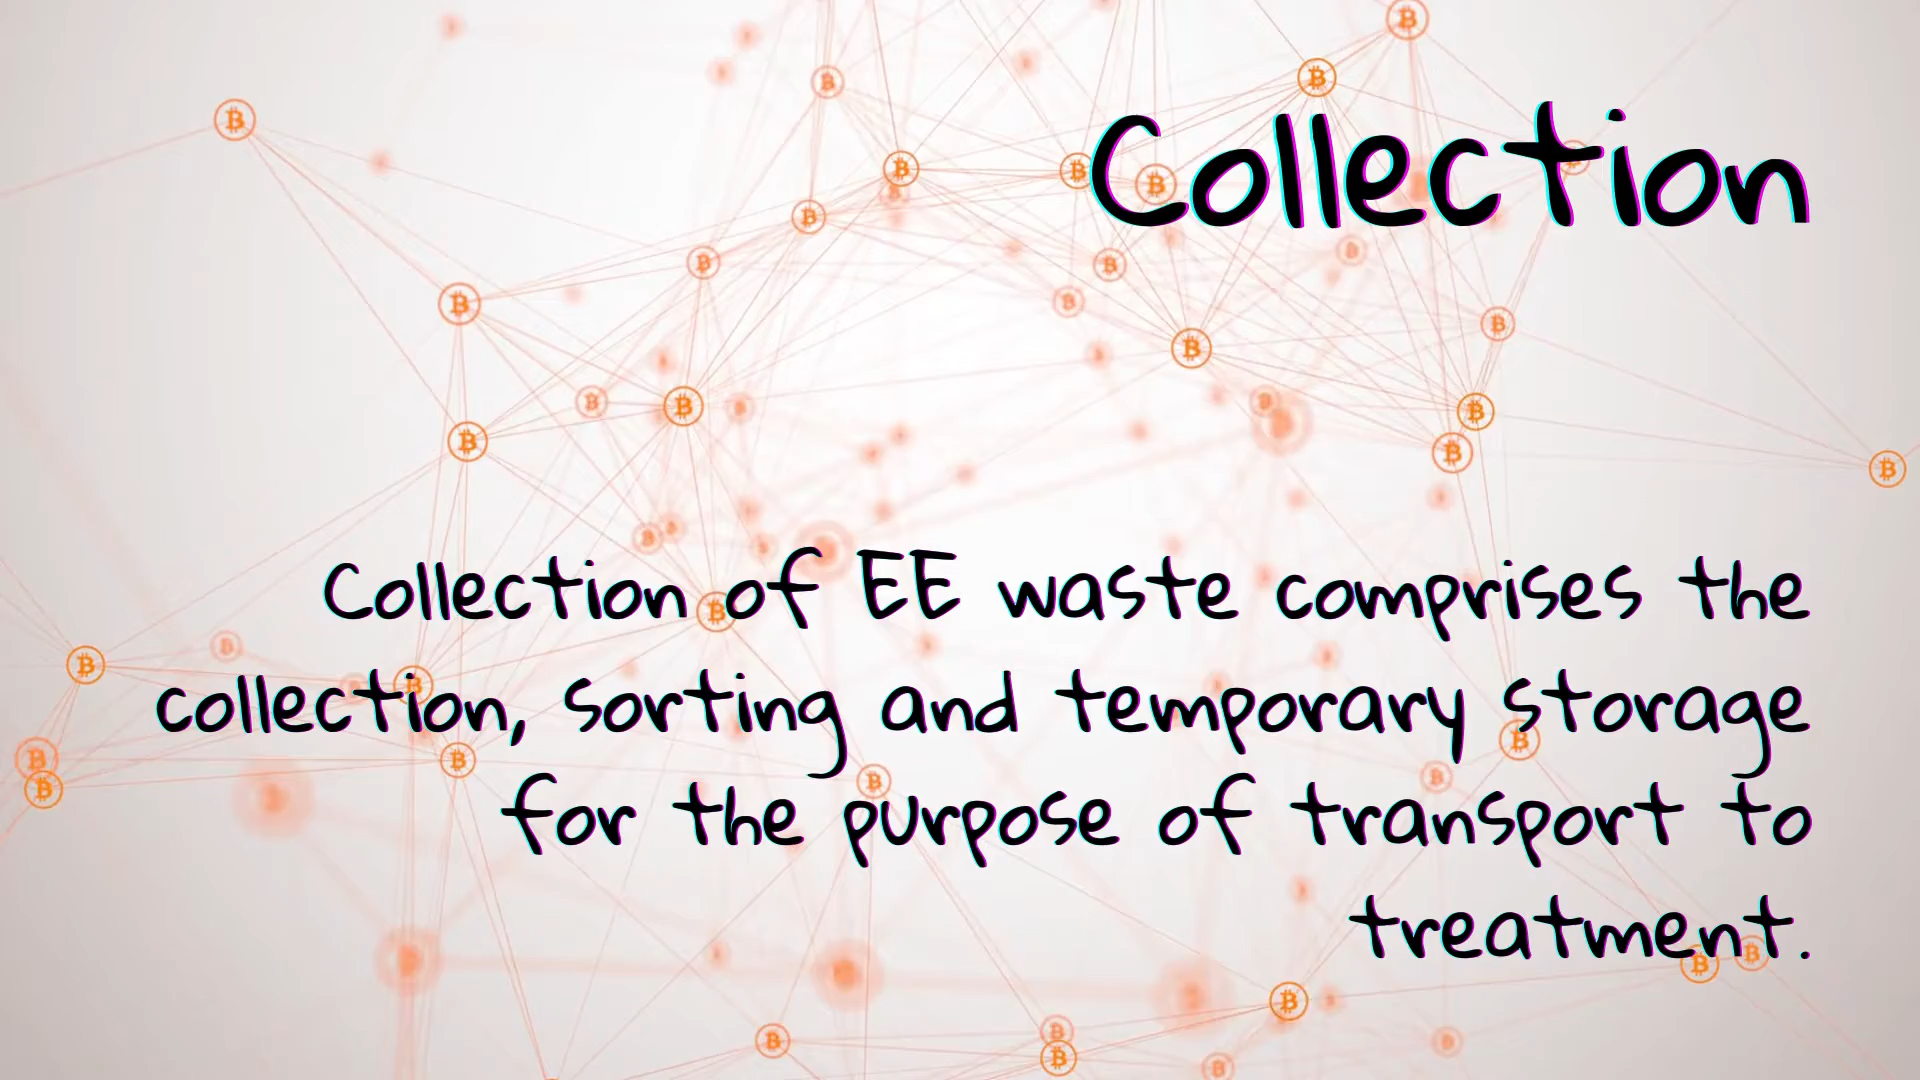 Collection
Collection of EE waste comprises the
collection, sorting and temporary storage
for the purpose of transport to
treatment.